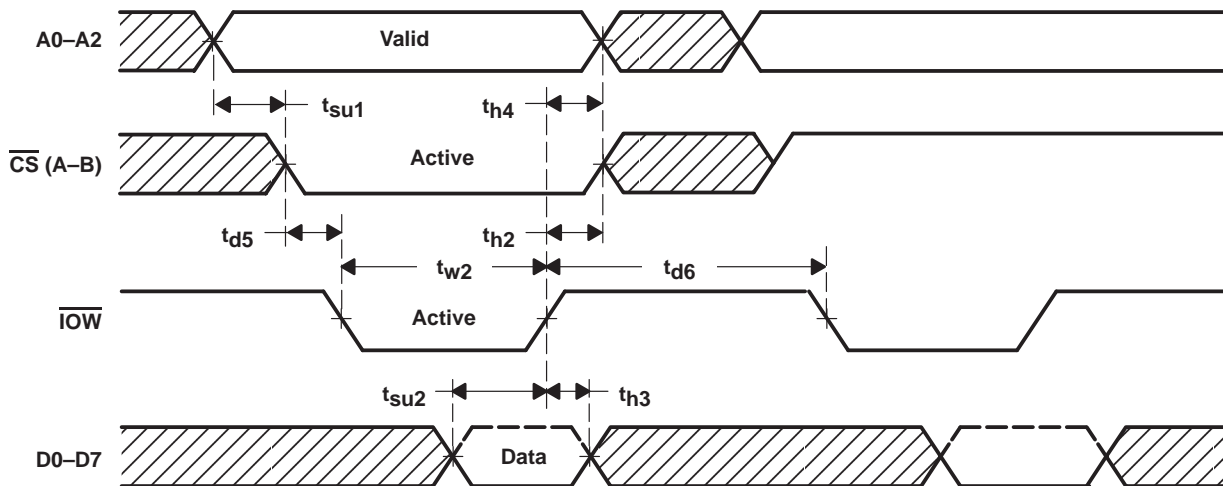 A0–A2
Valid
tsu1
th4
CS (A–B)
Active
td5
th2
tw2
td6
IOW
Active
tsu2
th3
D0–D7
Data